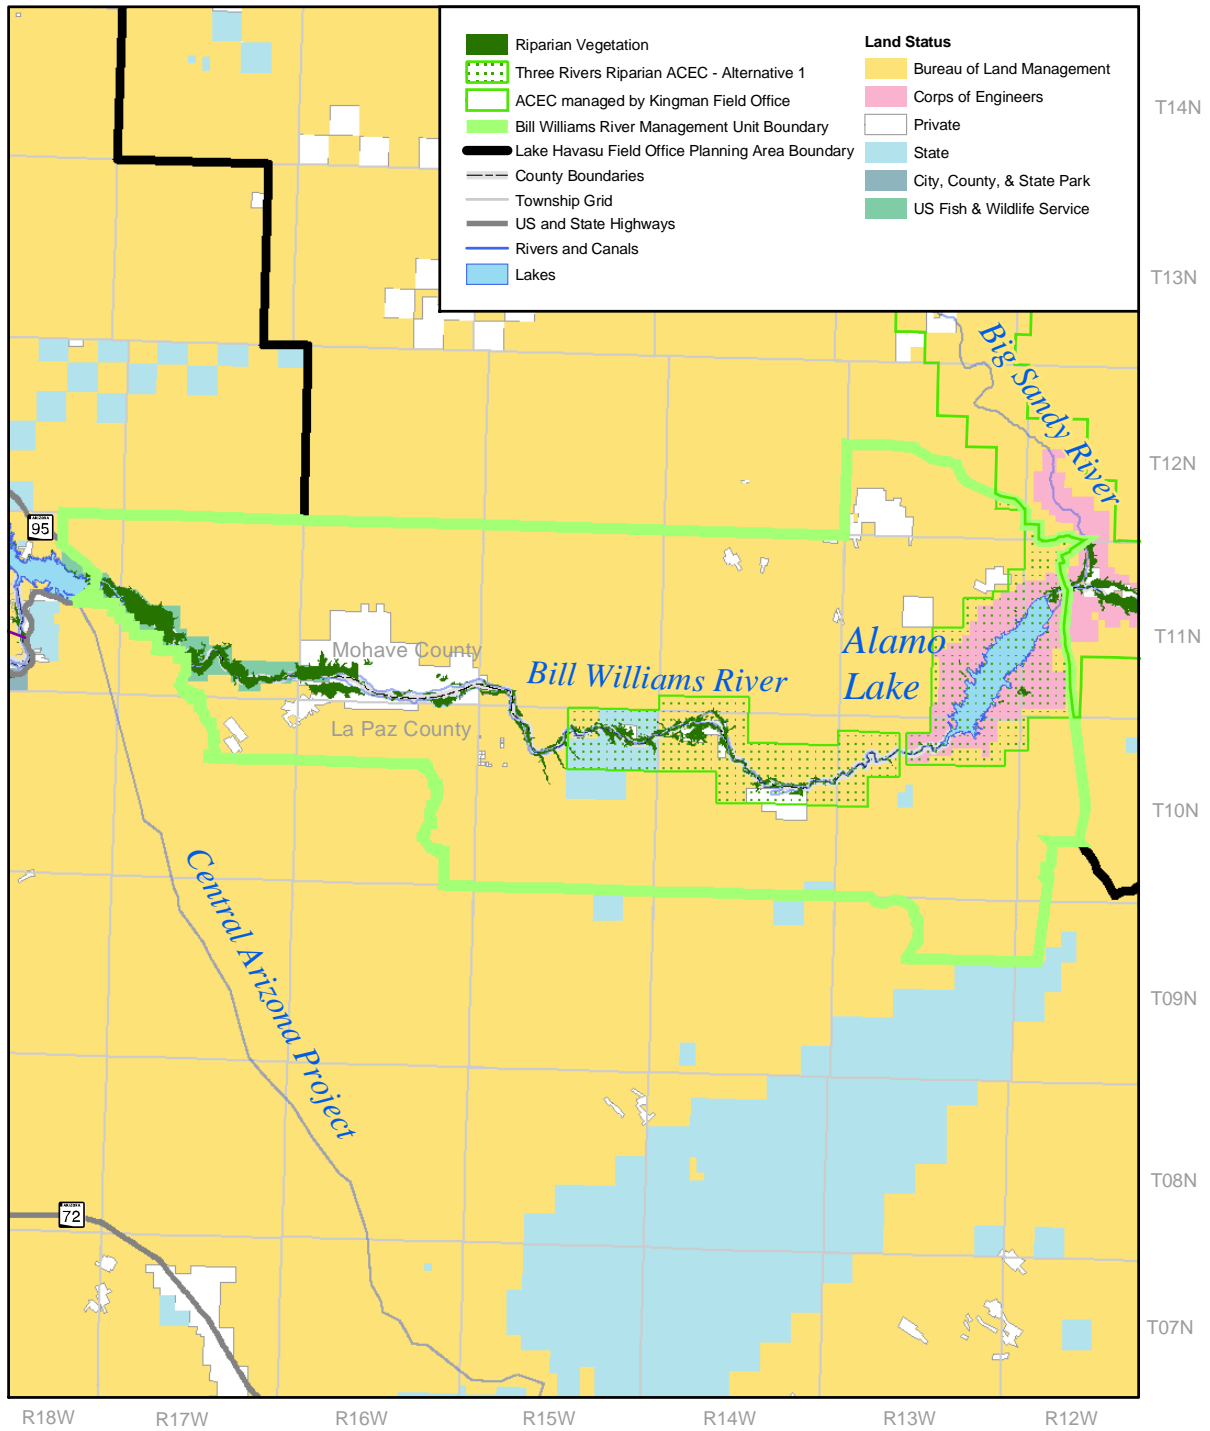 Riparian Vegetation
Three Rivers Riparian ACEC - Alternative 1
ACEC managed by Kingman Field Office
Bill Williams River Management Unit Boundary
Lake Havasu Field Office Planning Area Boundary
County Boundaries
Township Grid
US and State Highways
Rivers and Canals
Lakes
Land Status
Bureau of Land Management
Corps of Engineers
Private
State
City, County, & State Park
US Fish & Wildlife Service
T14N
T13N
Big Sandy River
T12N
ARIZONA
95
T11N
Mohave County
Alamo
Lake
Bill Williams River
La Paz County
T10N
Central Arizona Project
T09N
T08N
ARIZONA
72
T07N
R18W
R17W
R16W
R15W
R14W
R13W
R12W